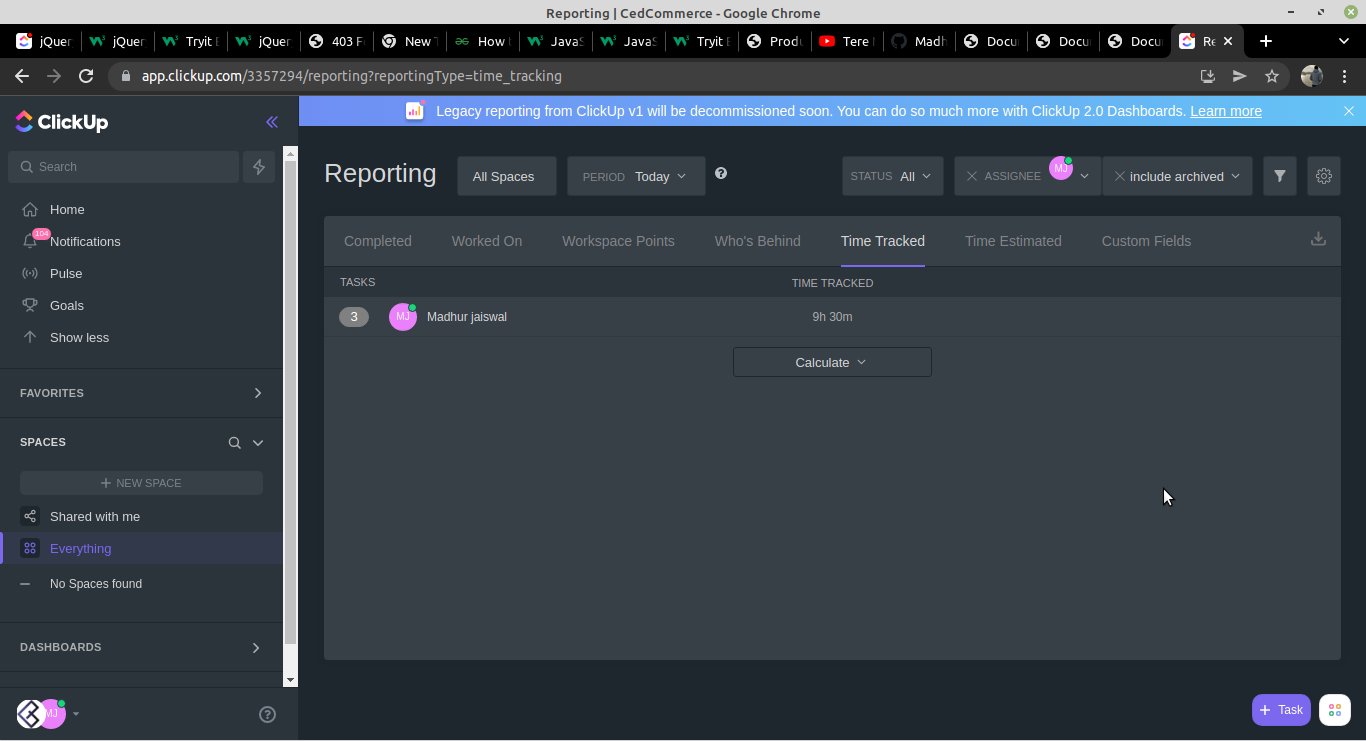 Reporting | CedCommerce - Google Chrome
jQuer
jQuer
Tryit E
jQuer
403 F
New T
How
JavaS
JavaS
Tryit E
Produ
Tere
Madh
Docu
Docu
Docu
Re
app.clickup.com/3357294/reporting?reportingType=time_tracking
ClickUp
Legacy reporting from ClickUp v1 will be decommissioned soon. You can do so much more with ClickUp 2.0 Dashboards. Learn more
Search
Home
104
Notifications
Pulse
Goals
Show less
FAVORITES
SPACES
+ NEW SPACE
Shared with me
Everything
No Spaces found
DASHBOARDS
MJ
Reporting
All Spaces
PERIOD Today
STATUS All
ASSIGNEE MJ
include archived
Completed
Worked On
Workspace Points
Who's Behind
Time Tracked
Time Estimated
Custom Fields
TASKS
TIME TRACKED
3
MJ
Madhur jaiswal
9h 30m
Calculate
+ Task